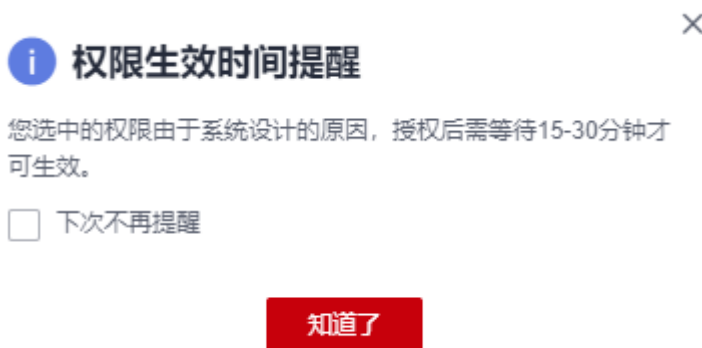 权限生效时间提醒
您选中的权限由于系统设计的原因，授权后需等待15-30分钟才
可生效。
下次不再提醒
知道了